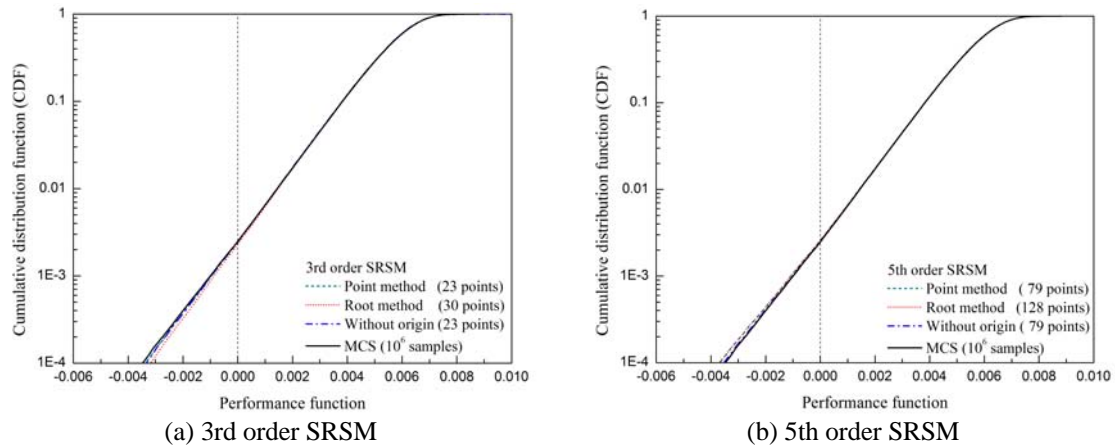 1
0.1
0.01
1E-3
1E-4
Cumulative distribution function (CDF)
3rd order SRSM
Point method (23 points)
Root method (30 points)
Without origin (23 points)
MCS (10⁶ samples)
-0.006 -0.004 -0.002 0.000 0.002 0.004 0.006 0.008 0.010
Performance function
(a) 3rd order SRSM
1
0.1
0.01
1E-3
1E-4
Cumulative distribution function (CDF)
5th order SRSM
Point method ( 79 points)
Root method (128 points)
Without origin ( 79 points)
MCS (10⁶ samples)
-0.006 -0.004 -0.002 0.000 0.002 0.004 0.006 0.008 0.010
Performance function
(b) 5th order SRSM